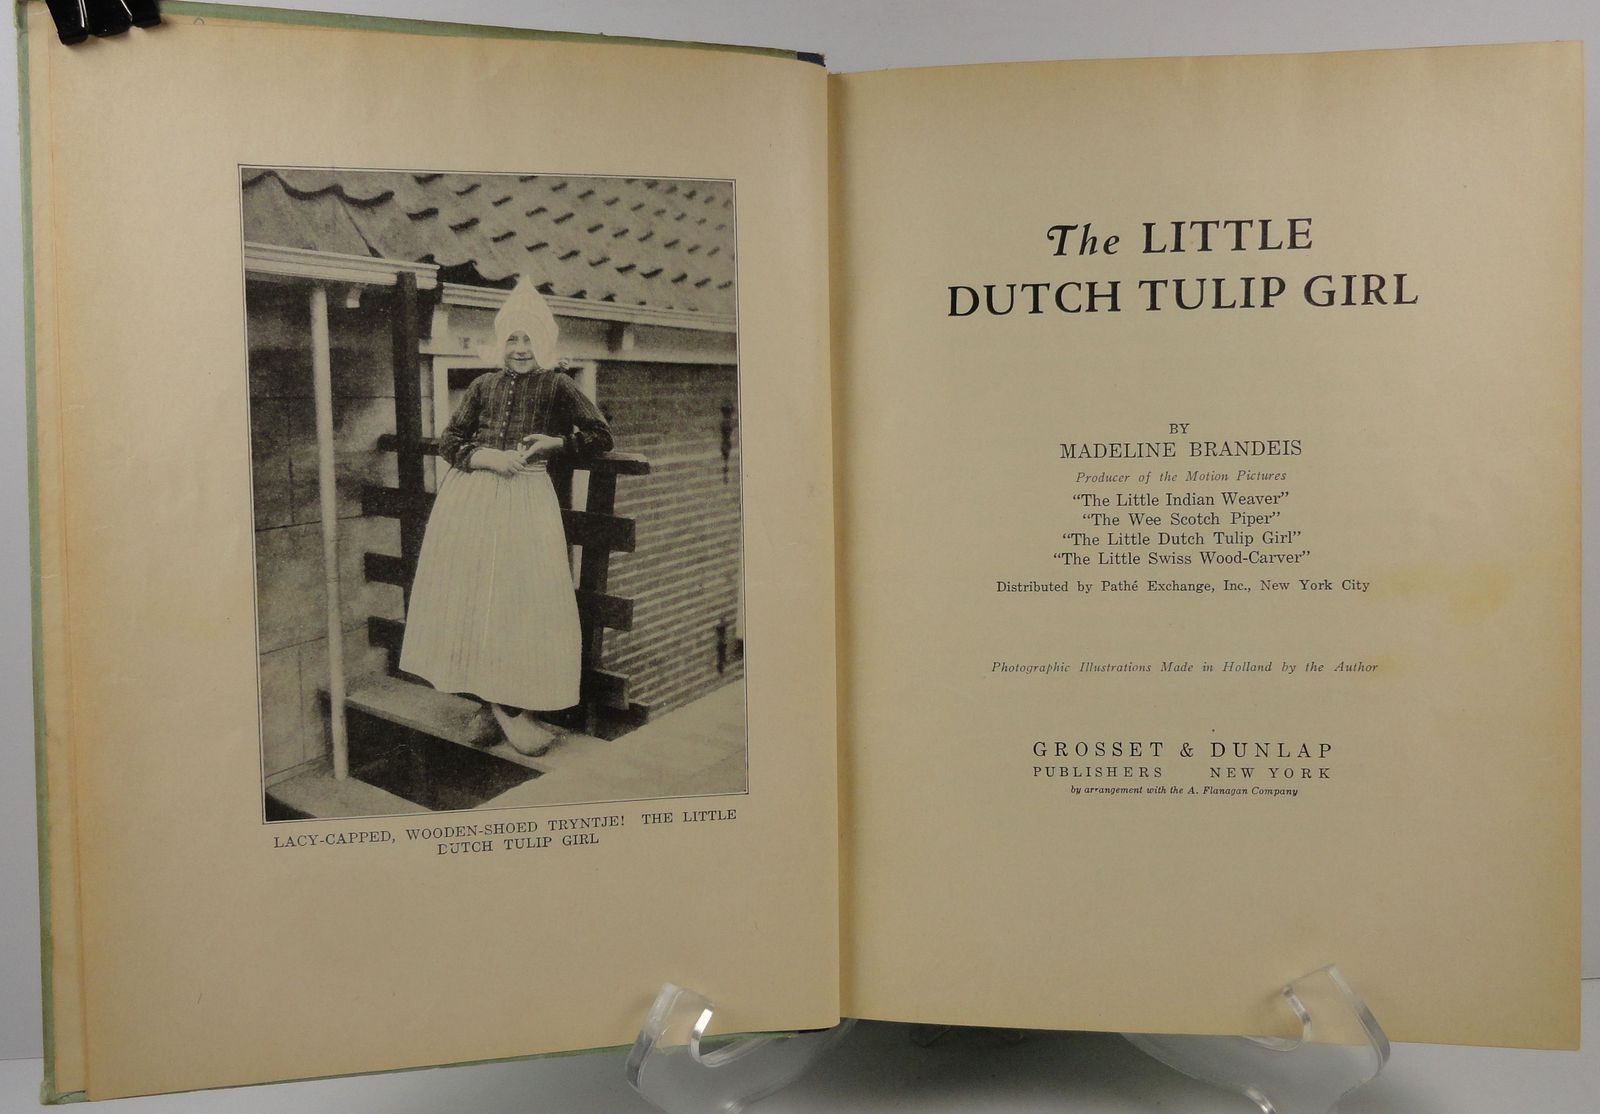 LACY-CAPPED, WOODEN-SHOED TRYNTJE! THE LITTLE
DUTCH TULIP GIRL
The LITTLE
DUTCH TULIP GIRL
BY
MADELINE BRANDEIS
Producer of the Motion Pictures
“The Little Indian Weaver”
“The Wee Scotch Piper”
“The Little Dutch Tulip Girl”
“The Little Swiss Wood-Carver”
Distributed by Pathé Exchange, Inc., New York City
Photographic Illustrations Made in Holland by the Author
GROSSET & DUNLAP
PUBLISHERS NEW YORK
by arrangement with the A. Flanagan Company